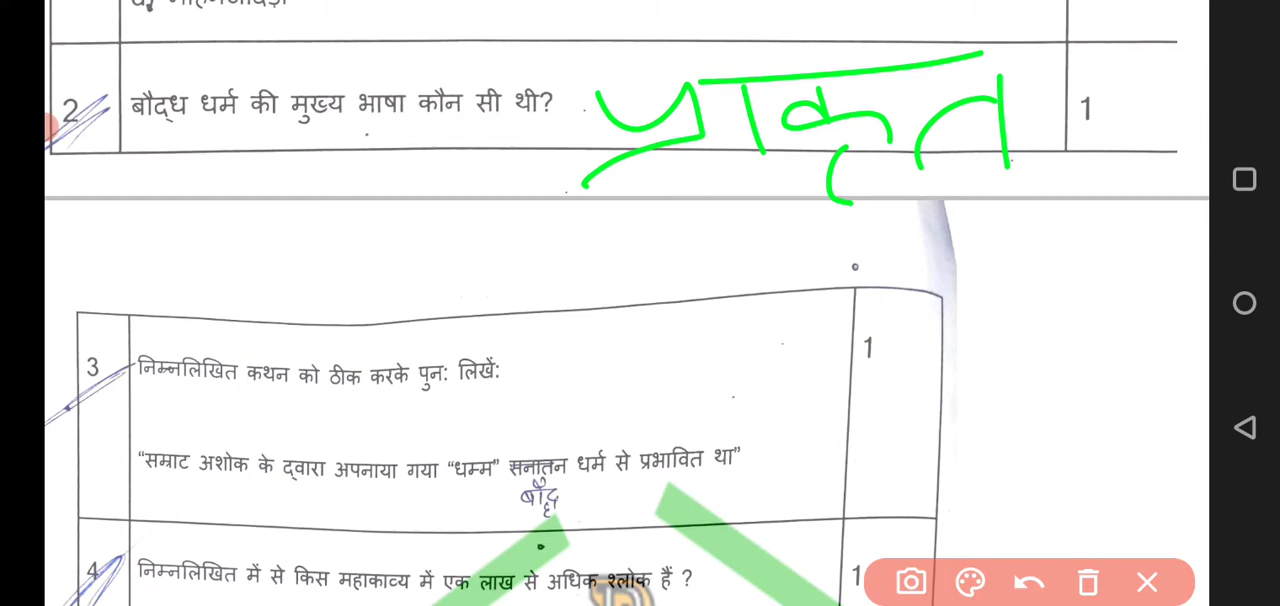 2 बौद्ध धर्म की मुख्य भाषा कौन सी थी? प्राकृत 1
3 निम्नलिखित कथन को ठीक करके पुन: लिखें: 1
"सम्राट अशोक के द्वारा अपनाया गया "धम्म" सनातन धर्म से प्रभावित था"
बौद्ध
4 निम्नलिखित में से किस महाकाव्य में एक लाख से अधिक श्लोक हैं ? 1